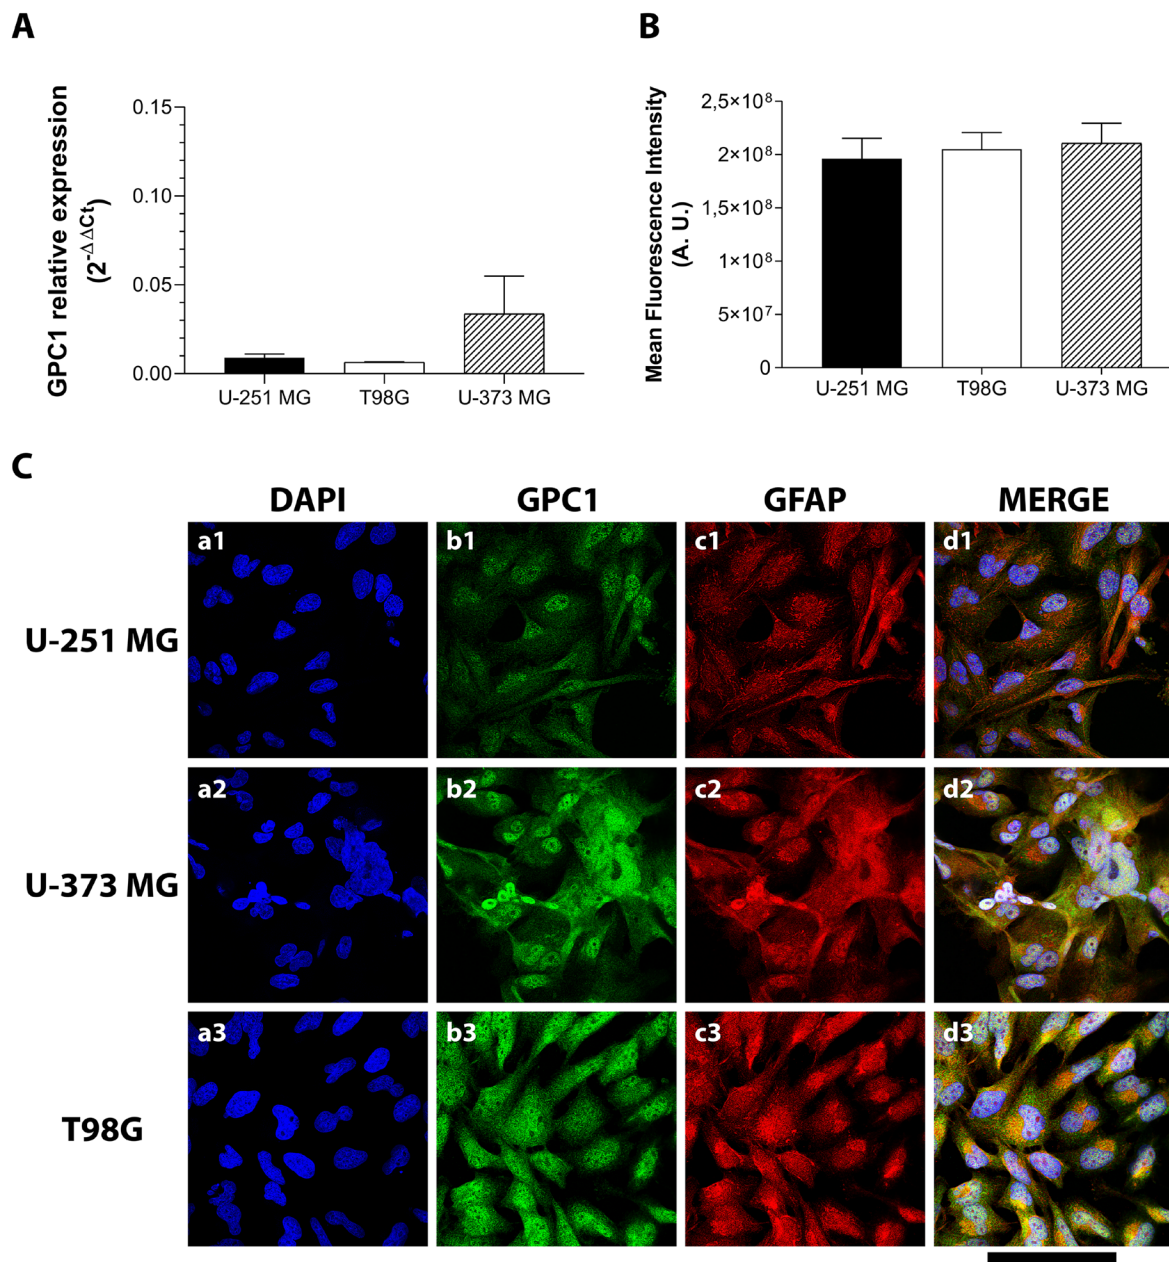 A
GPC1 relative expression
(2^-ΔΔCt)
0.15
0.10
0.05
0.00
U-251 MG T98G U-373 MG
B
Mean Fluorescence Intensity
(A. U.)
2,5×10⁸
2×10⁸
1,5×10⁸
1×10⁸
5×10⁷
0
U-251 MG T98G U-373 MG
C
DAPI GPC1 GFAP MERGE
U-251 MG
a1 b1 c1 d1
U-373 MG
a2 b2 c2 d2
T98G
a3 b3 c3 d3